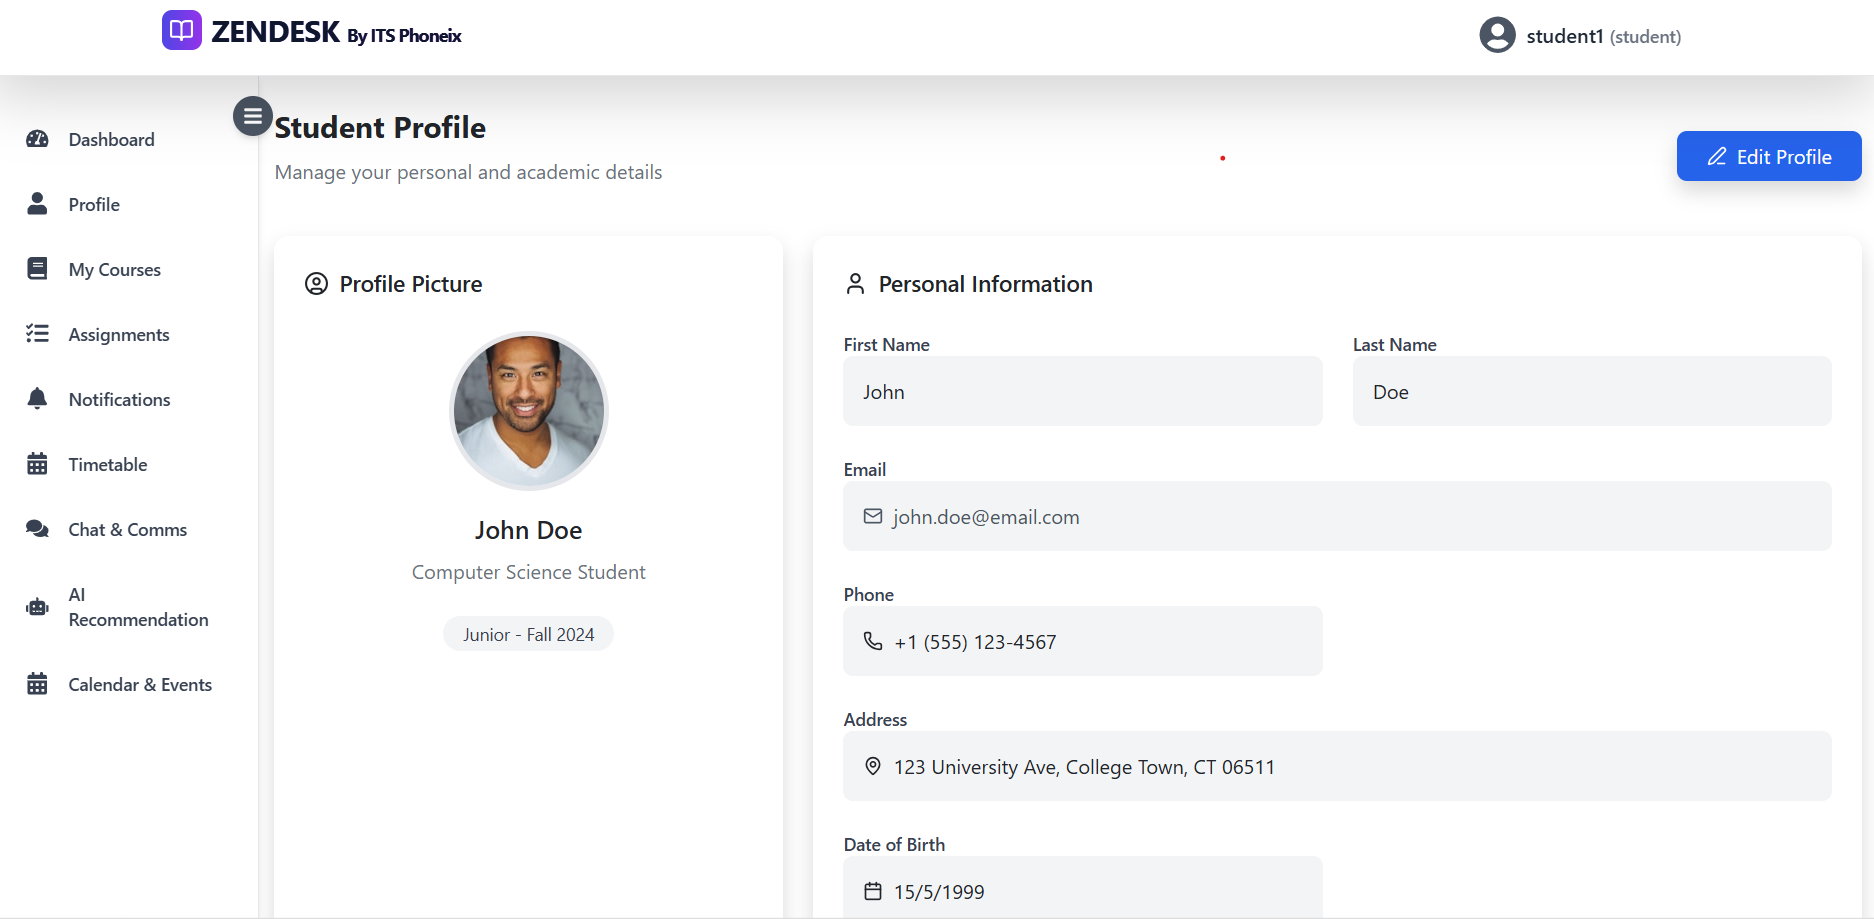 ZENDESK By ITS Phoneix
student1 (student)
Dashboard
Profile
My Courses
Assignments
Notifications
Timetable
Chat & Comms
AI
Recommendation
Calendar & Events
Student Profile
Manage your personal and academic details
Edit Profile
Profile Picture
John Doe
Computer Science Student
Junior - Fall 2024
Personal Information
First Name
John
Last Name
Doe
Email
john.doe@email.com
Phone
+1 (555) 123-4567
Address
123 University Ave, College Town, CT 06511
Date of Birth
15/5/1999